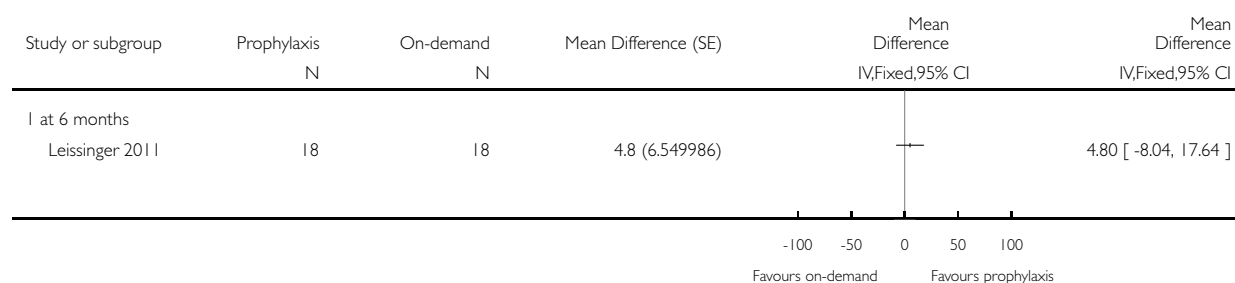 Study or subgroup Prophylaxis On-demand Mean Difference (SE) Mean Difference Mean Difference
N N IV,Fixed,95% CI IV,Fixed,95% CI
1 at 6 months
Leissinger 2011 18 18 4.8 (6.549986) 4.80 [ -8.04, 17.64 ]
-100 -50 0 50 100
Favours on-demand Favours prophylaxis